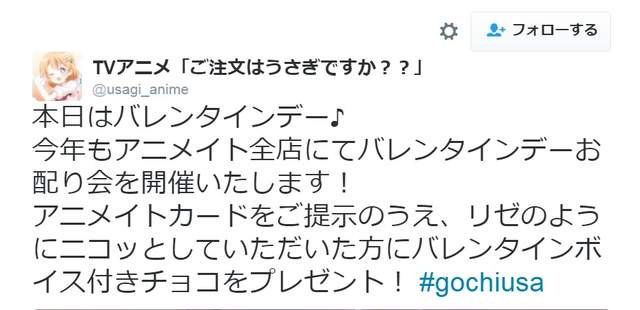 フォローする
TVアニメ「ご注文はうさぎですか？？」
@usagi_anime
本日はバレンタインデー♪
今年もアニメイト全店にてバレンタインデーお
配り会を開催いたします！
アニメイトカードをご提示のうえ、リゼのよう
にニコッとしていただいた方にバレンタインボ
イス付きチョコをプレゼント！ #gochiusa